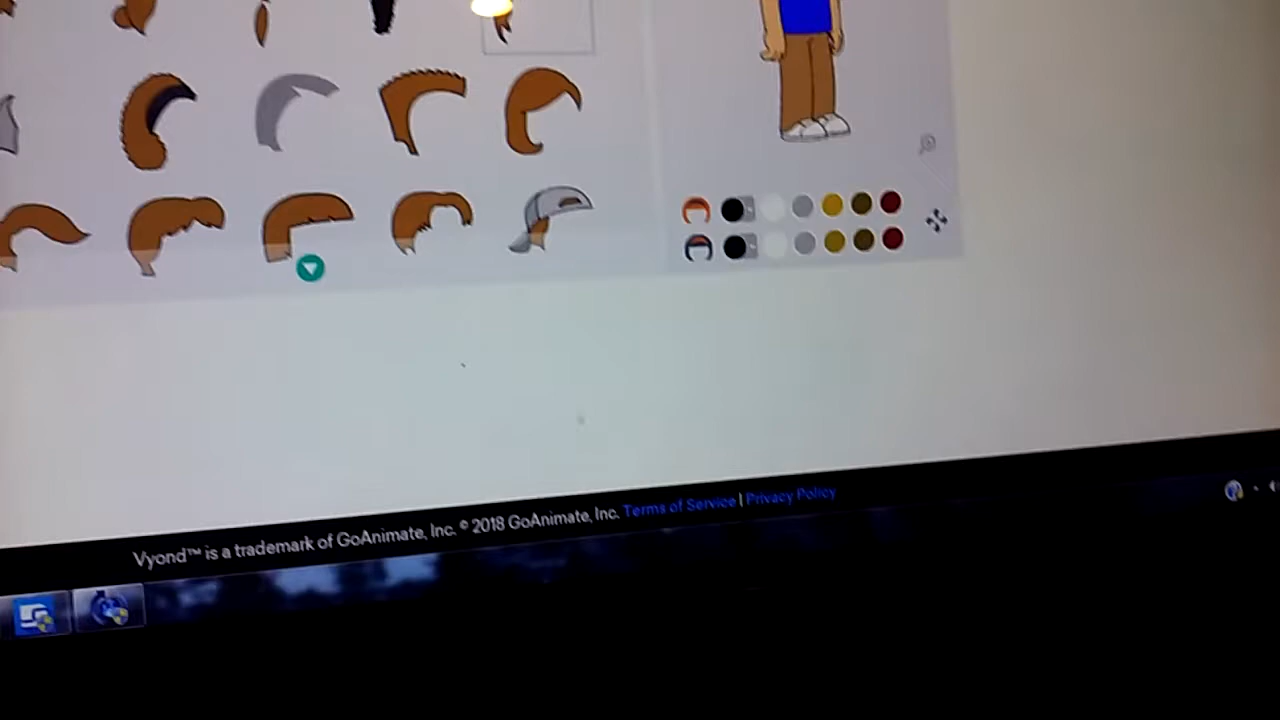 Vyond™ is a trademark of GoAnimate, Inc. © 2018 GoAnimate, Inc. Terms of Service | Privacy Policy